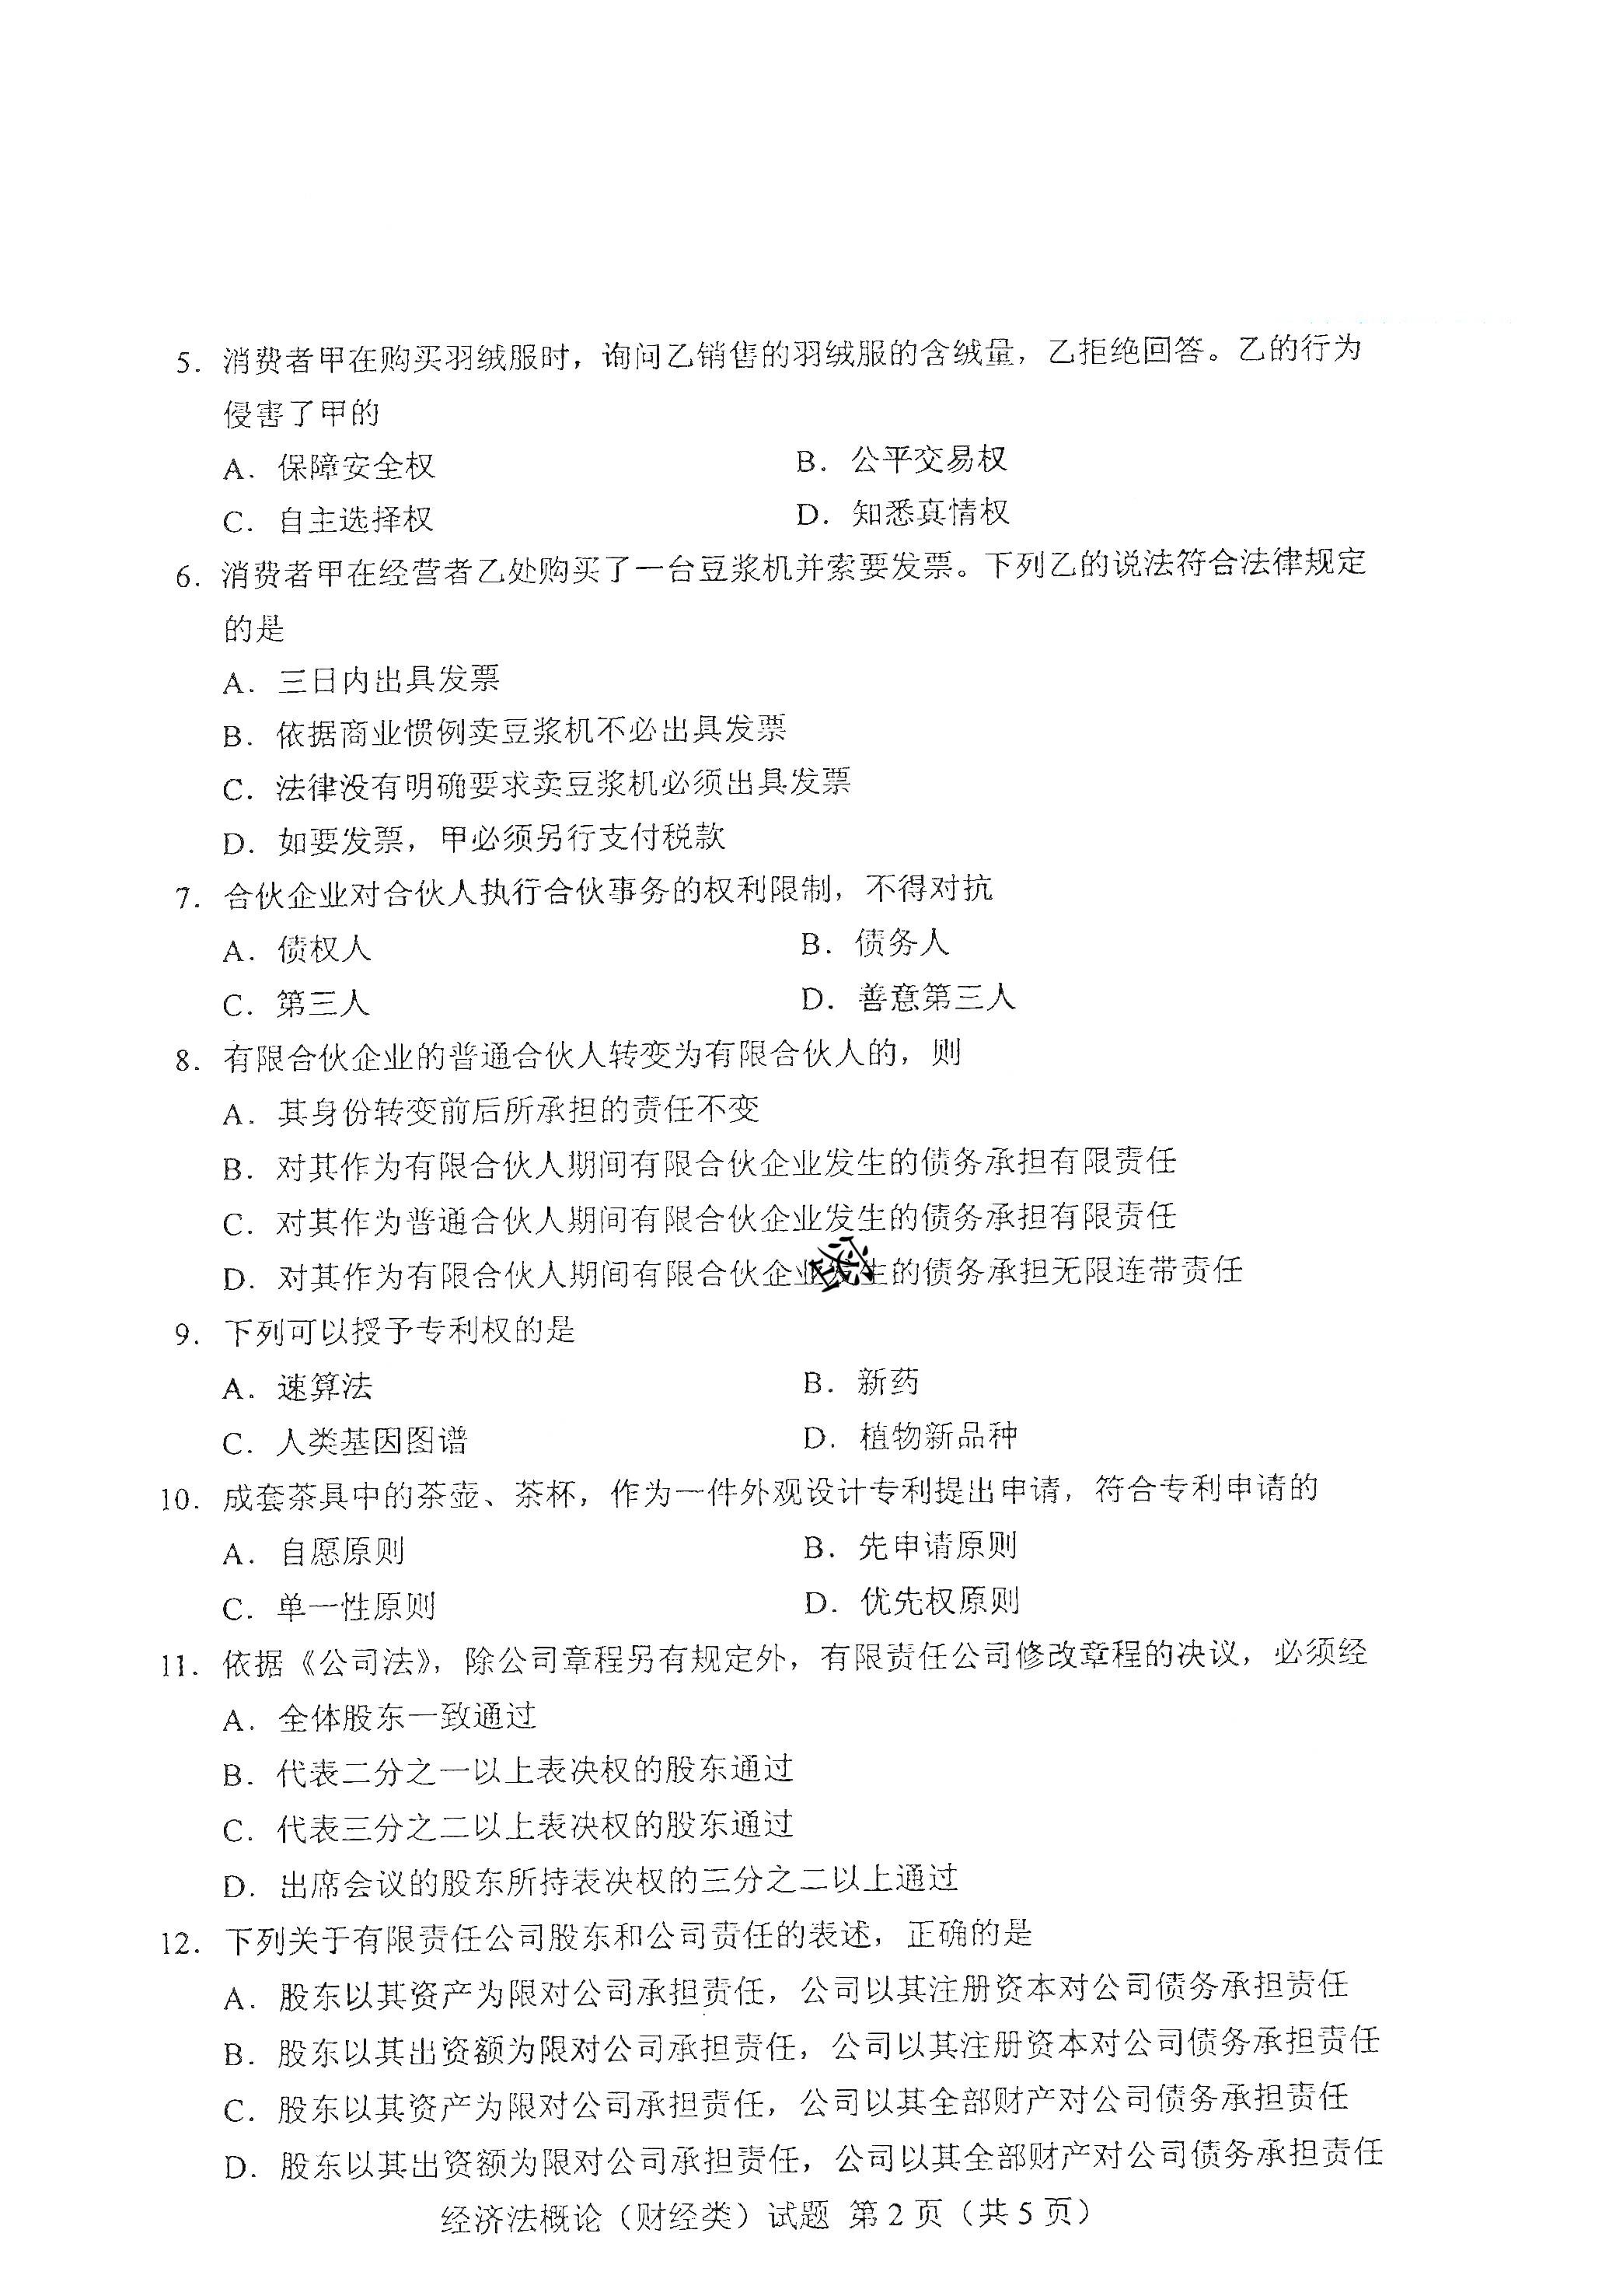 5. 消费者甲在购买羽绒服时，询问乙销售的羽绒服的含绒量，乙拒绝回答。乙的行为
侵害了甲的
A. 保障安全权 B. 公平交易权
C. 自主选择权 D. 知悉真情权
6. 消费者甲在经营者乙处购买了一台豆浆机并索要发票。下列乙的说法符合法律规定
的是
A. 三日内出具发票
B. 依据商业惯例卖豆浆机不必出具发票
C. 法律没有明确要求卖豆浆机必须出具发票
D. 如要发票，甲必须另行支付税款
7. 合伙企业对合伙人执行合伙事务的权利限制，不得对抗
A. 债权人 B. 债务人
C. 第三人 D. 善意第三人
8. 有限合伙企业的普通合伙人转变为有限合伙人的，则
A. 其身份转变前后所承担的责任不变
B. 对其作为有限合伙人期间有限合伙企业发生的债务承担有限责任
C. 对其作为普通合伙人期间有限合伙企业发生的债务承担有限责任
D. 对其作为有限合伙人期间有限合伙企业发生的债务承担无限连带责任
9. 下列可以授予专利权的是
A. 速算法 B. 新药
C. 人类基因图谱 D. 植物新品种
10. 成套茶具中的茶壶、茶杯，作为一件外观设计专利提出申请，符合专利申请的
A. 自愿原则 B. 先申请原则
C. 单一性原则 D. 优先权原则
11. 依据《公司法》，除公司章程另有规定外，有限责任公司修改章程的决议，必须经
A. 全体股东一致通过
B. 代表二分之一以上表决权的股东通过
C. 代表三分之二以上表决权的股东通过
D. 出席会议的股东所持表决权的三分之二以上通过
12. 下列关于有限责任公司股东和公司责任的表述，正确的是
A. 股东以其资产为限对公司承担责任，公司以其注册资本对公司债务承担责任
B. 股东以其出资额为限对公司承担责任，公司以其注册资本对公司债务承担责任
C. 股东以其资产为限对公司承担责任，公司以其全部财产对公司债务承担责任
D. 股东以其出资额为限对公司承担责任，公司以其全部财产对公司债务承担责任
经济法概论（财经类）试题 第 2 页（共 5 页）